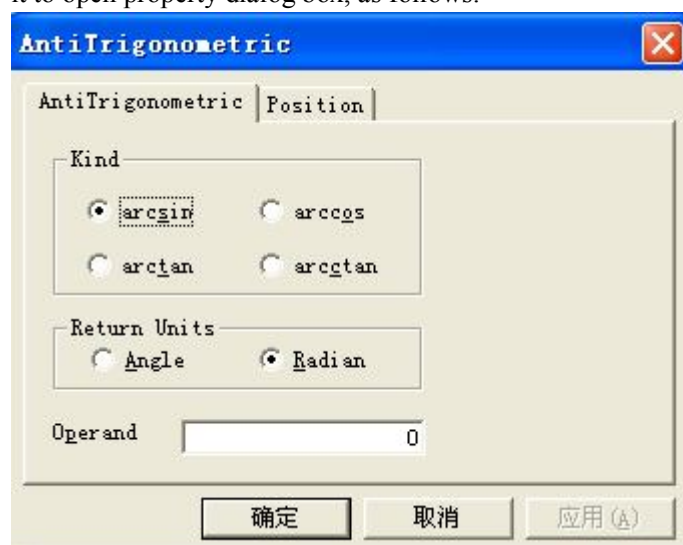 it to open property dialog box, as follows:
AntiTrigonometric
AntiTrigonometric Position
Kind
arcsin arccos
arctan arcctan
Return Units
Angle Radian
Operand 0
确定 取消 应用(A)